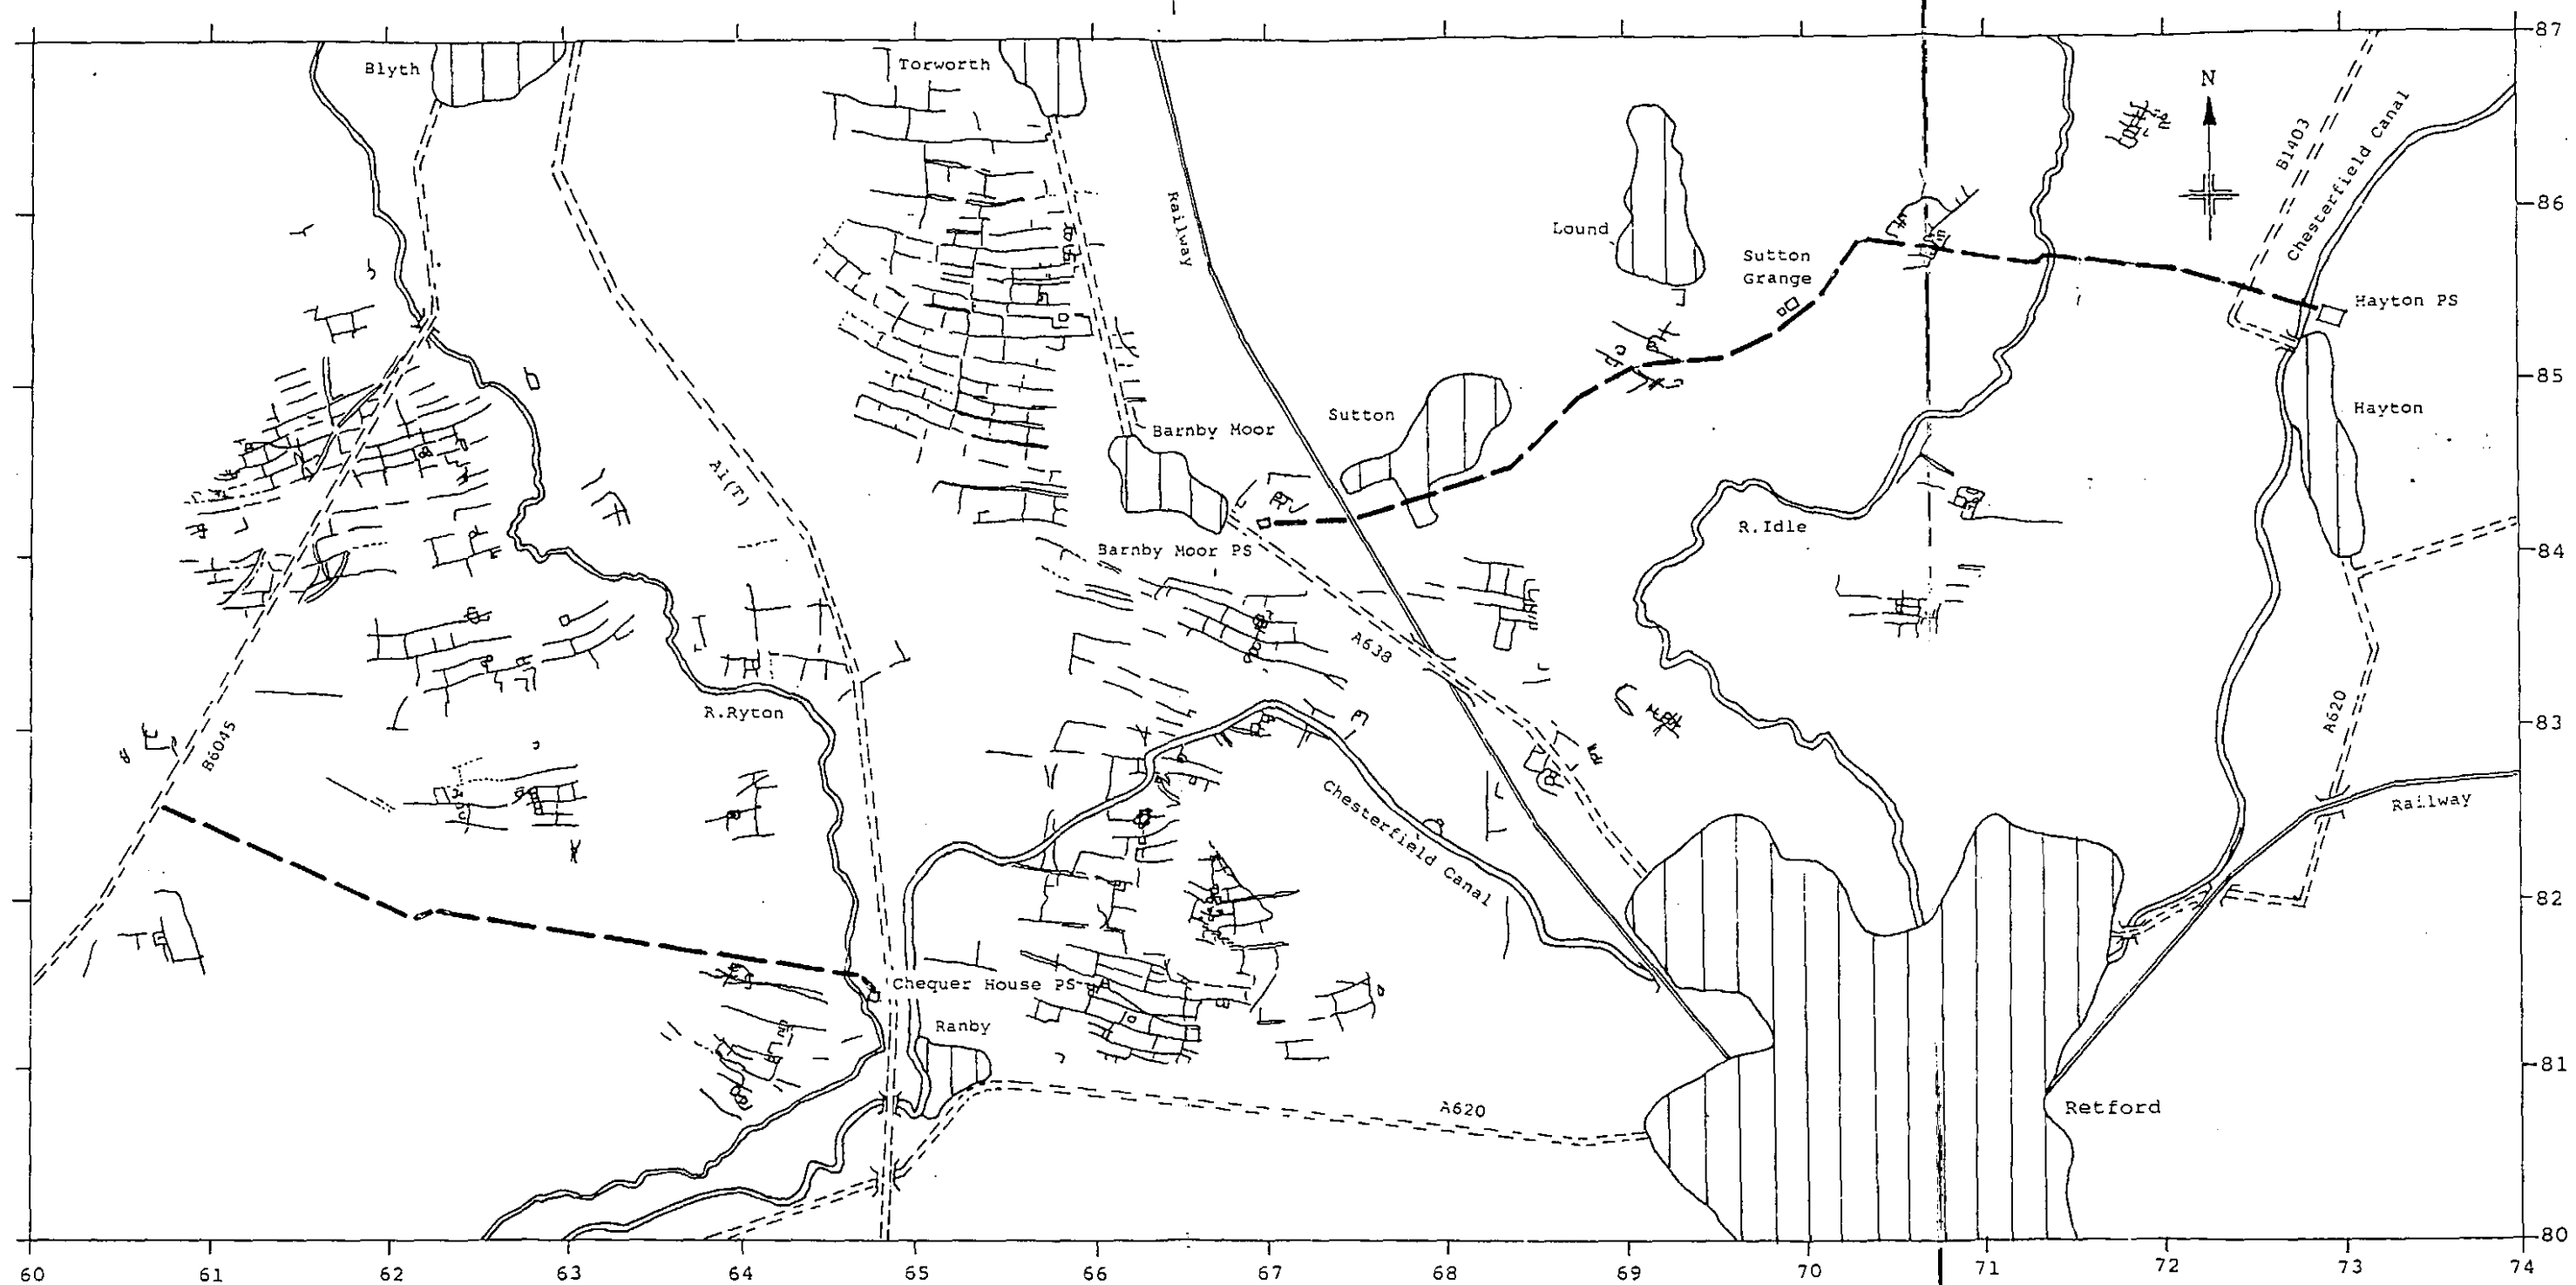 87
Blyth
Torworth
N
B1403
Chesterfield Canal
86
Railway
Lound
Sutton
Grange
Hayton PS
85
Sutton
Hayton
Barnby Moor
A1(T)
R.Idle
Barnby Moor PS
84
A638
R.Ryton
83
B6045
A620
Chesterfield Canal
Railway
82
Chequer House PS
Ranby
81
A620
Retford
80
60 61 62 63 64 65 66 67 68 69 70 71 72 73 74